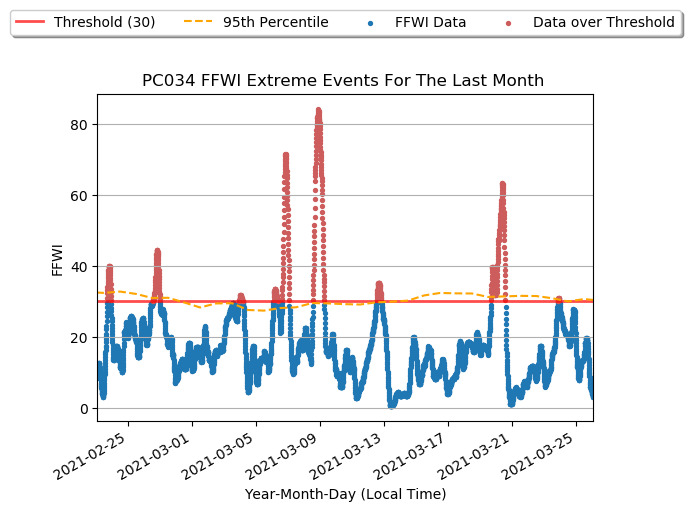 Threshold (30) 95th Percentile FFWI Data Data over Threshold
PC034 FFWI Extreme Events For The Last Month
FFWI
80
60
40
20
0
2021-02-25 2021-03-01 2021-03-05 2021-03-09 2021-03-13 2021-03-17 2021-03-21 2021-03-25
Year-Month-Day (Local Time)